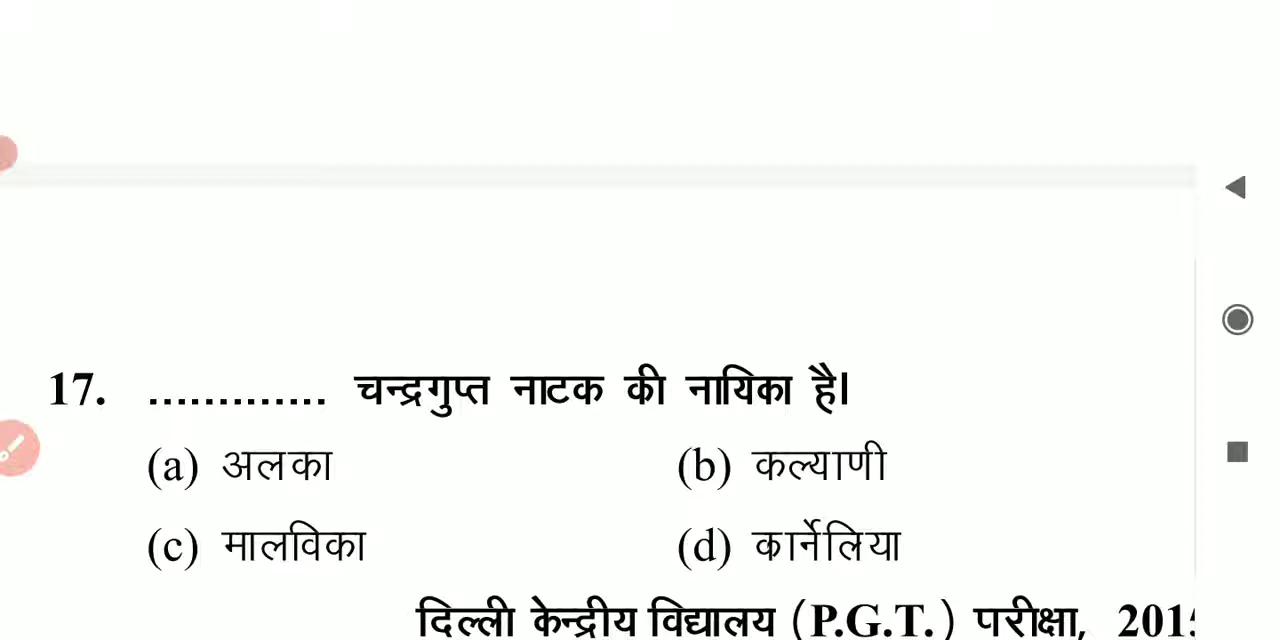 17. ............. चन्द्रगुप्त नाटक की नायिका है।
(a) अलका (b) कल्याणी
(c) मालविका (d) कार्नेलिया
दिल्ली केन्द्रीय विद्यालय (P.G.T.) परीक्षा,